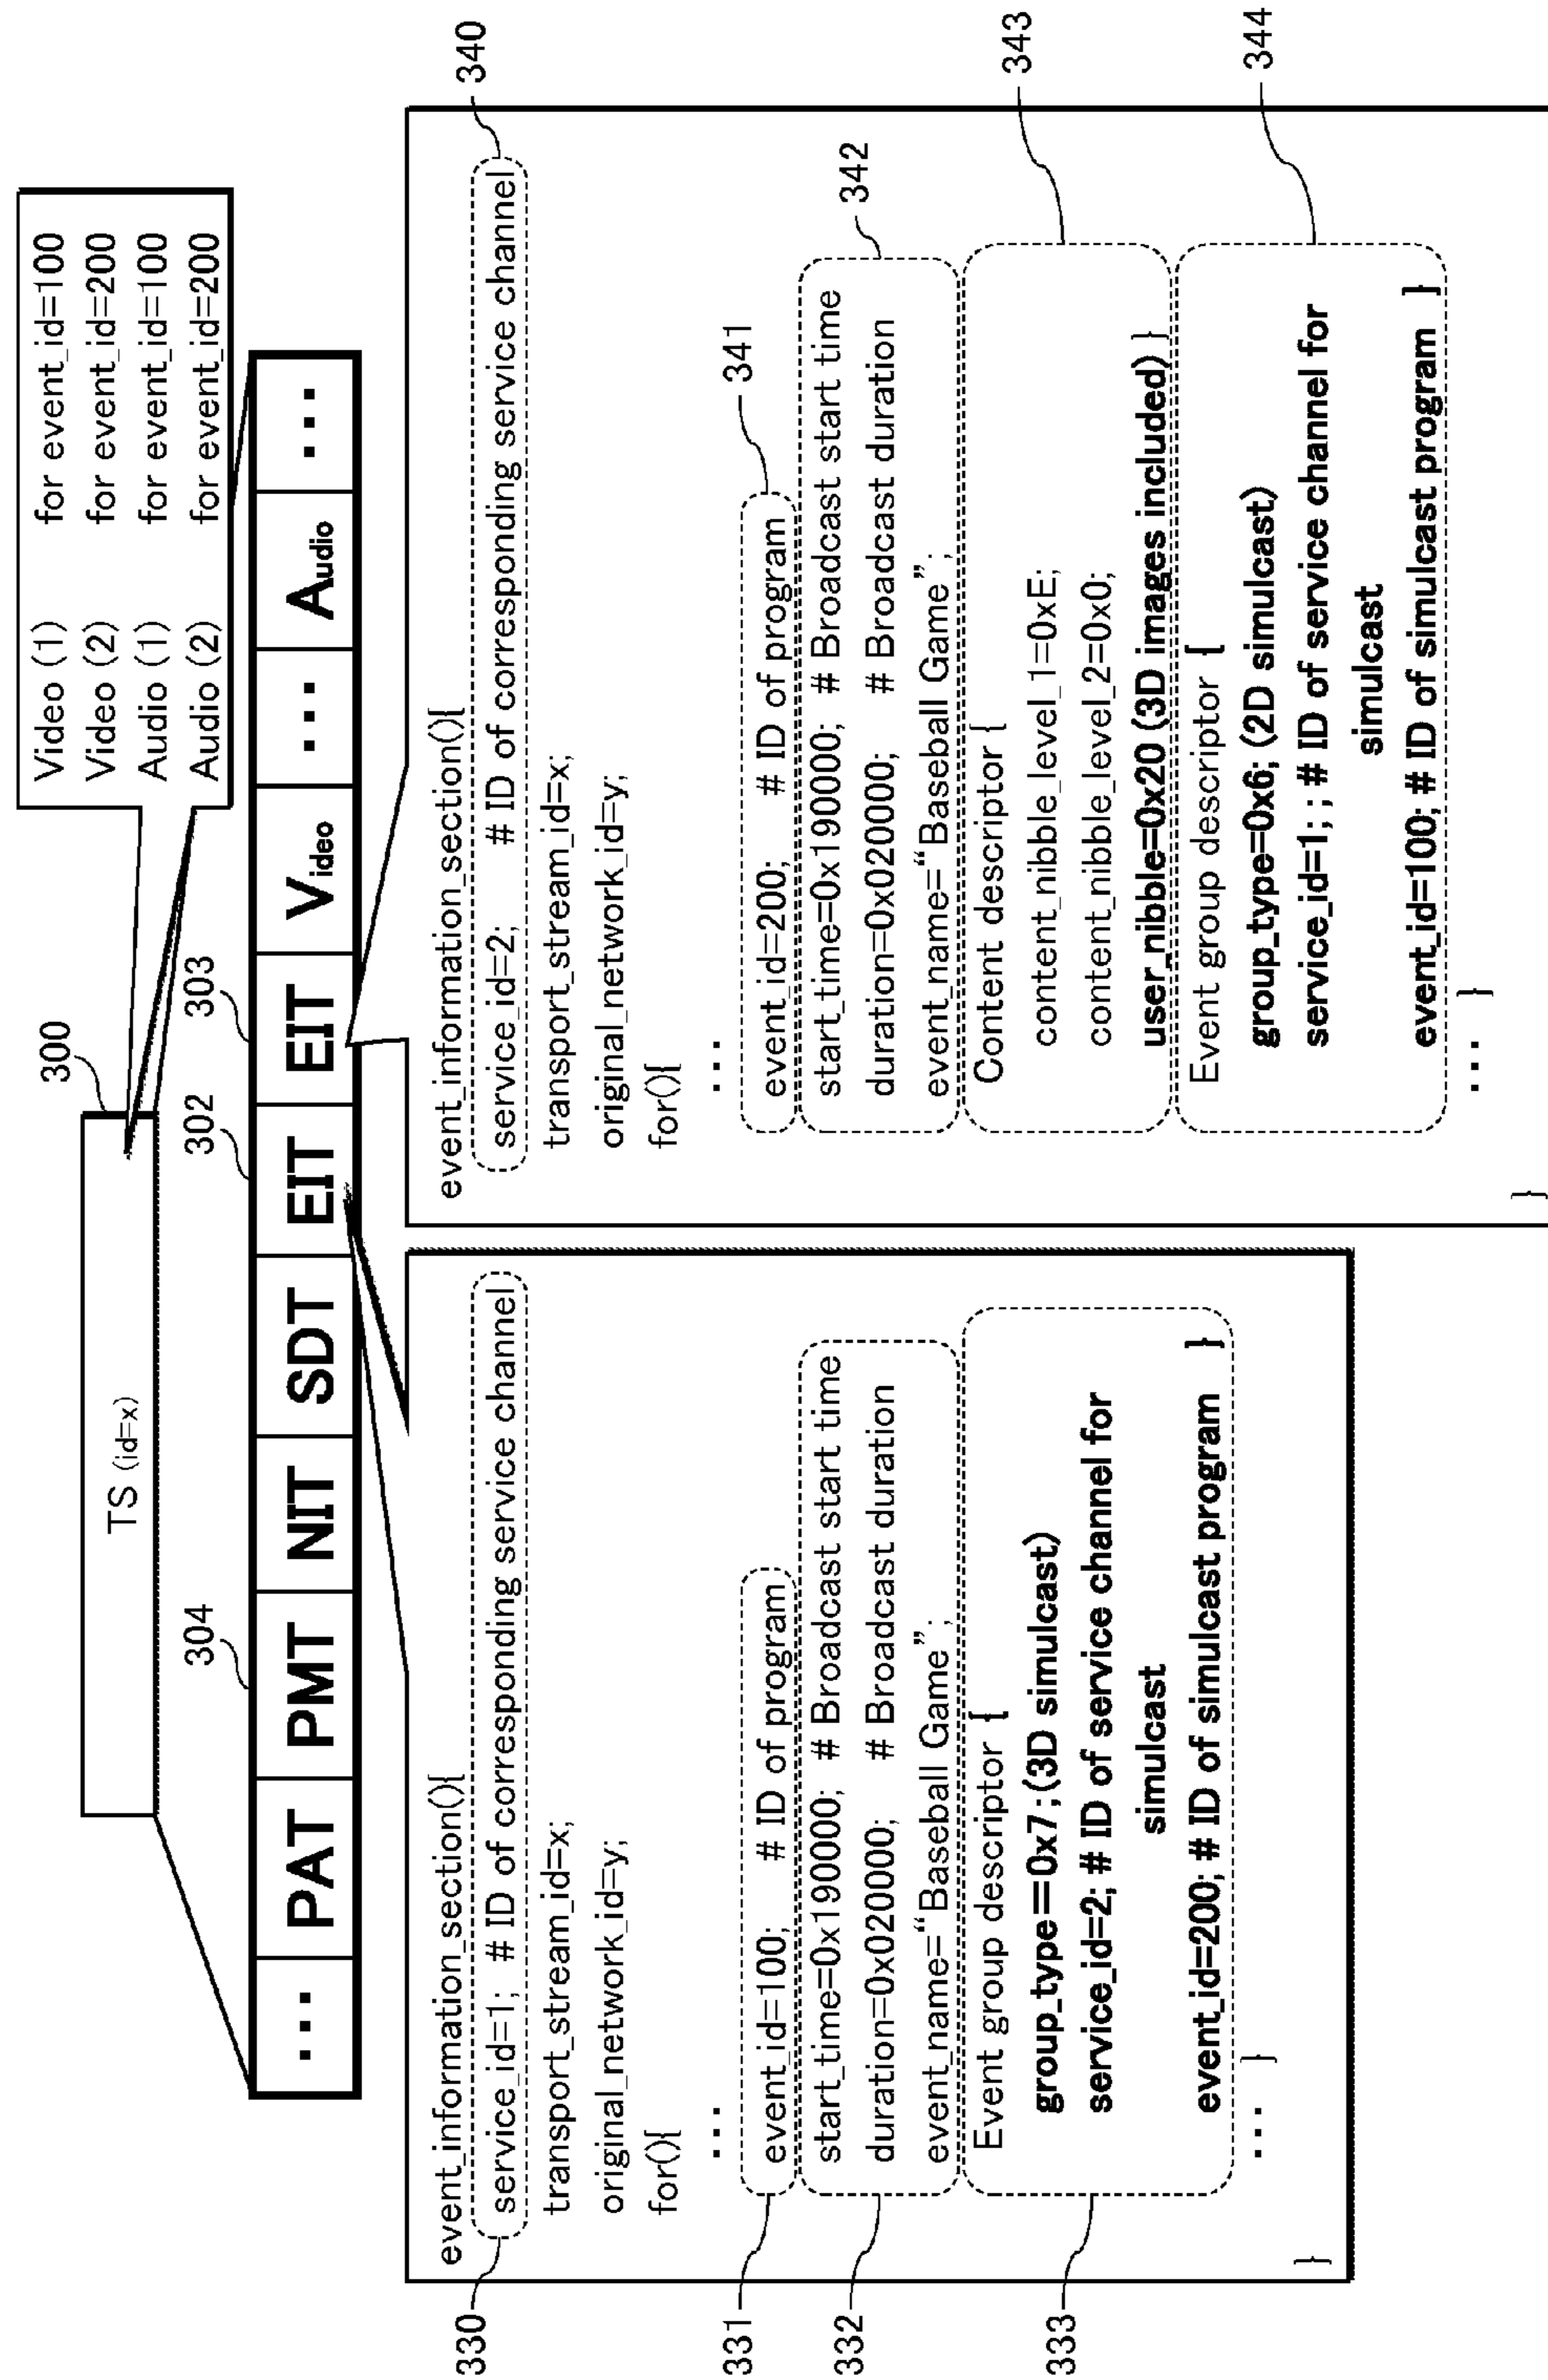 300
TS (id=x)
Video (1) for event_id=100
Video (2) for event_id=200
Audio (1) for event_id=100
Audio (2) for event_id=200
304
302
303
... PAT PMT NIT SDT EIT EIT Video ... Audio ...
330
event_information_section(){
service_id=1; # ID of corresponding service channel
transport_stream_id=x;
original_network_id=y;
for(){
...
331
event_id=100; # ID of program
332
start_time=0x190000; # Broadcast start time
duration=0x020000; # Broadcast duration
event_name=“Baseball Game”;
333
Event group descriptor {
group_type==0x7;(3D simulcast)
service_id=2; # ID of service channel for
simulcast
event_id=200; # ID of simulcast program }
... }
}
340
event_information_section(){
service_id=2; # ID of corresponding service channel
transport_stream_id=x;
original_network_id=y;
for(){
...
341
event_id=200; # ID of program
342
start_time=0x190000; # Broadcast start time
duration=0x020000; # Broadcast duration
event_name=“Baseball Game”;
343
Content descriptor {
content_nibble_level_1=0xE;
content_nibble_level_2=0x0;
user_nibble=0x20 (3D images included) }
344
Event group descriptor {
group_type=0x6; (2D simulcast)
service_id=1; ; # ID of service channel for
simulcast
event_id=100; # ID of simulcast program }
... }
}